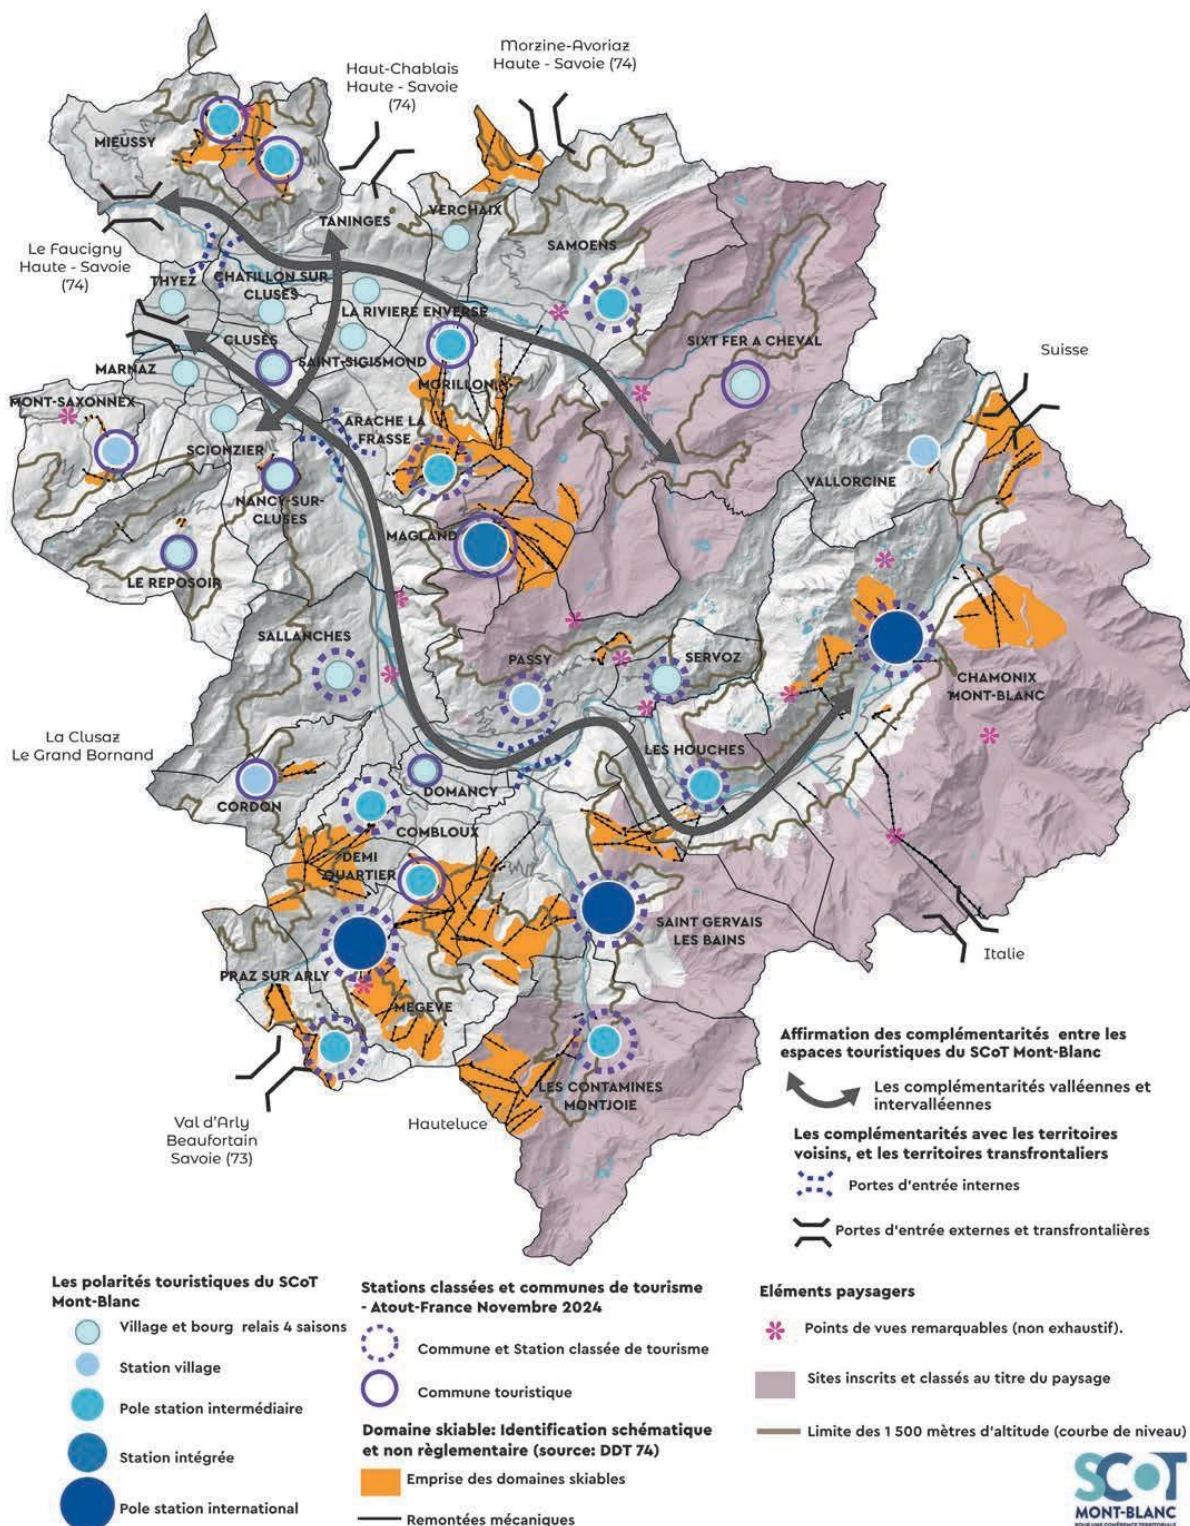 Morzine-Avoriaz
Haute - Savoie (74)
Haut-Chablais
Haute - Savoie
(74)
MIEUSSY
TANINGES
VERCHAIX
SAMOENS
Le Faucigny
Haute - Savoie
(74)
THYEZ
CHATILLON SUR
CLUSES
LA RIVIERE ENVERSE
CLUSES
SAINT-SIGISMOND
SIXT FER A CHEVAL
Suisse
MARNAZ
MORILLON
MONT-SAXONNEX
ARACHE LA
FRASSE
SCIONZIER
VALLORCINE
NANCY-SUR-
CLUSES
MAGLAND
LE REPOSOIR
SALLANCHES
PASSY
SERVOZ
CHAMONIX
MONT-BLANC
La Clusaz
Le Grand Bornand
LES HOUCHES
DOMANCY
CORDON
COMBLOUX
DEMI
QUARTIER
SAINT GERVAIS
LES BAINS
Italie
PRAZ SUR ARLY
MEGEVE
LES CONTAMINES
MONTJOIE
Hauteluce
Val d'Arly
Beaufortain
Savoie (73)
Affirmation des complémentarités entre les
espaces touristiques du SCoT Mont-Blanc
Les complémentarités valléennes et
intervalléennes
Les complémentarités avec les territoires
voisins, et les territoires transfrontaliers
Portes d'entrée internes
Portes d'entrée externes et transfrontalières
Les polarités touristiques du SCoT
Mont-Blanc
Village et bourg relais 4 saisons
Station village
Pole station intermédiaire
Station intégrée
Pole station international
Stations classées et communes de tourisme
- Atout-France Novembre 2024
Commune et Station classée de tourisme
Commune touristique
Domaine skiable: Identification schématique
et non règlementaire (source: DDT 74)
Emprise des domaines skiables
Remontées mécaniques
Eléments paysagers
Points de vues remarquables (non exhaustif).
Sites inscrits et classés au titre du paysage
Limite des 1 500 mètres d'altitude (courbe de niveau)
SCOT
MONT-BLANC
POUR UNE COHÉRENCE TERRITORIALE